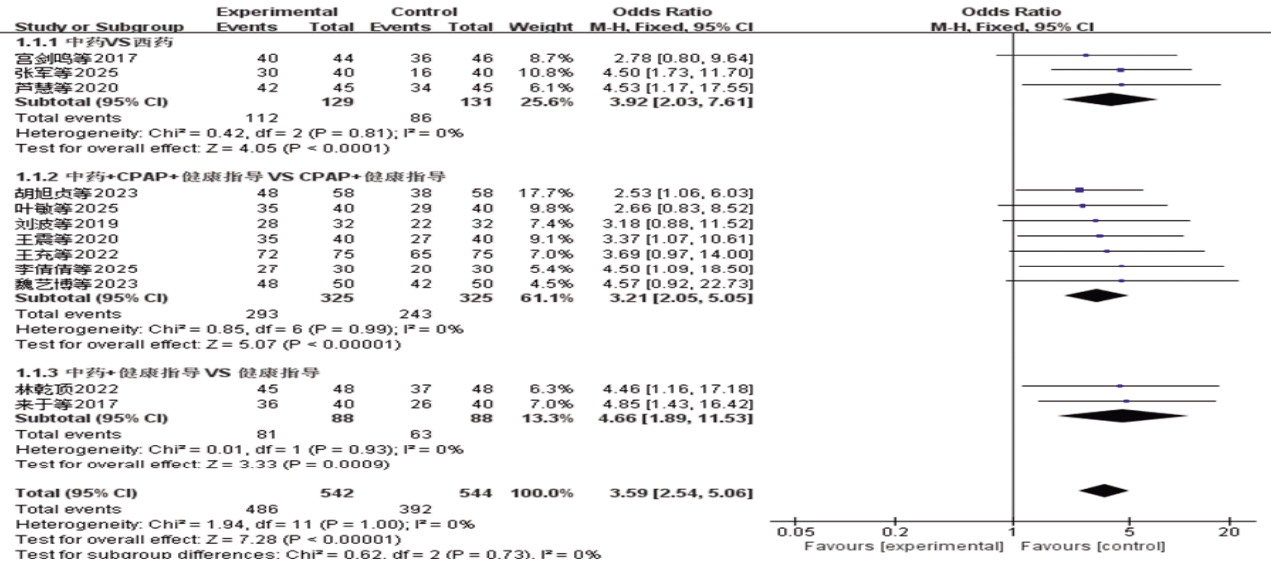 Experimental Control Odds Ratio Odds Ratio
Study or Subgroup Events Total Events Total Weight M-H, Fixed, 95% CI M-H, Fixed, 95% CI
1.1.1 中药VS西药
宫剑鸣等2017 40 44 36 46 8.7% 2.78 [0.80, 9.64]
张军等2025 30 40 16 40 10.8% 4.50 [1.73, 11.70]
芦慧等2020 42 45 34 45 6.1% 4.53 [1.17, 17.55]
Subtotal (95% CI) 129 131 25.6% 3.92 [2.03, 7.61]
Total events 112 86
Heterogeneity: Chi² = 0.42, df = 2 (P = 0.81); I² = 0%
Test for overall effect: Z = 4.05 (P < 0.0001)
1.1.2 中药+CPAP+健康指导 VS CPAP+健康指导
胡旭贞等2023 48 58 38 58 17.7% 2.53 [1.06, 6.03]
叶敏等2025 35 40 29 40 9.8% 2.66 [0.83, 8.52]
刘波等2019 28 32 22 32 7.4% 3.18 [0.88, 11.52]
王震等2020 35 40 27 40 9.1% 3.37 [1.07, 10.61]
王充等2022 72 75 65 75 7.0% 3.69 [0.97, 14.00]
李倩倩等2025 27 30 20 30 5.4% 4.50 [1.09, 18.50]
魏艺博等2023 48 50 42 50 4.5% 4.57 [0.92, 22.73]
Subtotal (95% CI) 325 325 61.1% 3.21 [2.05, 5.05]
Total events 293 243
Heterogeneity: Chi² = 0.85, df = 6 (P = 0.99); I² = 0%
Test for overall effect: Z = 5.07 (P < 0.00001)
1.1.3 中药+健康指导 VS 健康指导
林乾顶2022 45 48 37 48 6.3% 4.46 [1.16, 17.18]
来于等2017 36 40 26 40 7.0% 4.85 [1.43, 16.42]
Subtotal (95% CI) 88 88 13.3% 4.66 [1.89, 11.53]
Total events 81 63
Heterogeneity: Chi² = 0.01, df = 1 (P = 0.93); I² = 0%
Test for overall effect: Z = 3.33 (P = 0.0009)
Total (95% CI) 542 544 100.0% 3.59 [2.54, 5.06]
Total events 486 392
Heterogeneity: Chi² = 1.94, df = 11 (P = 1.00); I² = 0%
Test for overall effect: Z = 7.28 (P < 0.00001)
Test for subgroup differences: Chi² = 0.62, df = 2 (P = 0.73), I² = 0%
0.05 0.2 1 5 20
Favours [experimental] Favours [control]